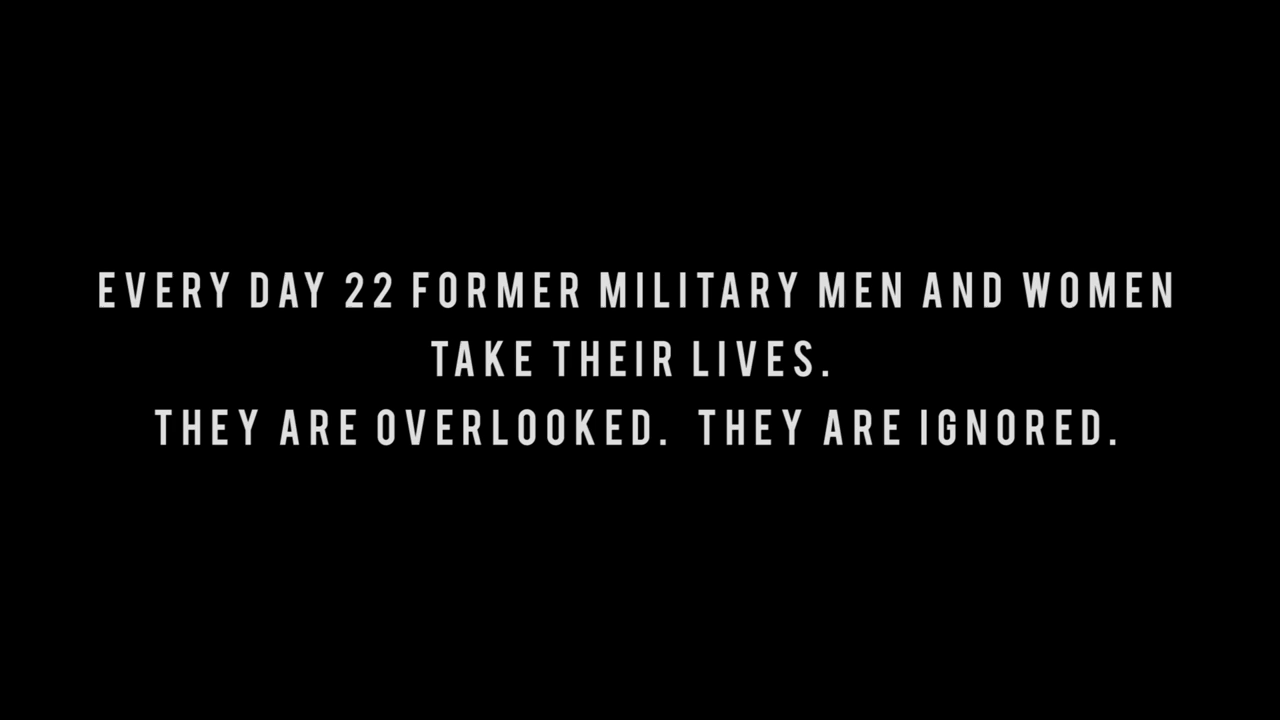 EVERY DAY 22 FORMER MILITARY MEN AND WOMEN
TAKE THEIR LIVES.
THEY ARE OVERLOOKED. THEY ARE IGNORED.